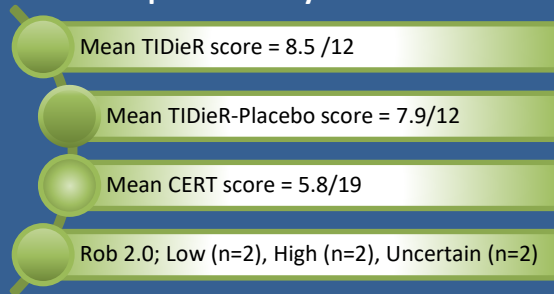 Mean TIDieR score = 8.5 /12
Mean TIDieR-Placebo score = 7.9/12
Mean CERT score = 5.8/19
Rob 2.0; Low (n=2), High (n=2), Uncertain (n=2)